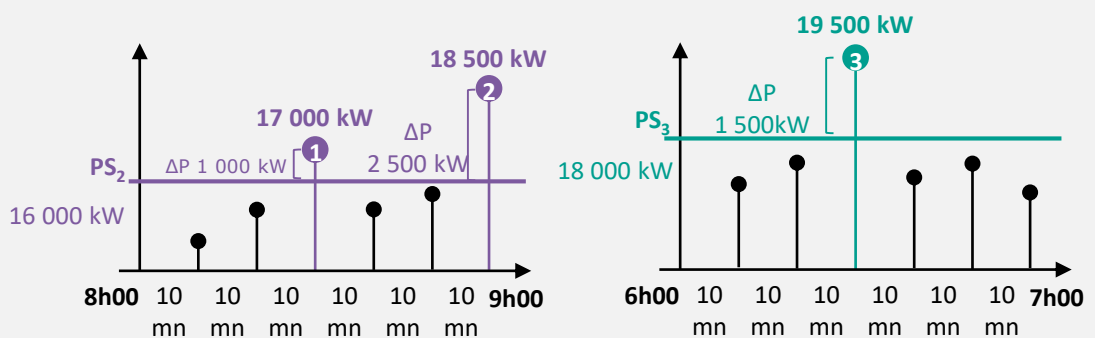 18 500 kW
2
17 000 kW
1
ΔP
2 500 kW
ΔP 1 000 kW
PS2
16 000 kW
8h00 10 10 10 10 10 10 9h00
mn mn mn mn mn mn
19 500 kW
3
ΔP
1 500kW
PS3
18 000 kW
6h00 10 10 10 10 10 10 7h00
mn mn mn mn mn mn